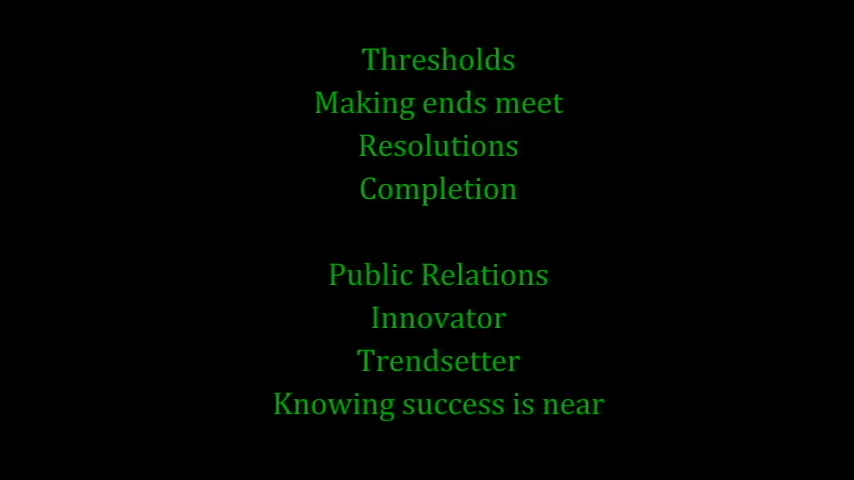 Thresholds
Making ends meet
Resolutions
Completion
Public Relations
Innovator
Trendsetter
Knowing success is near